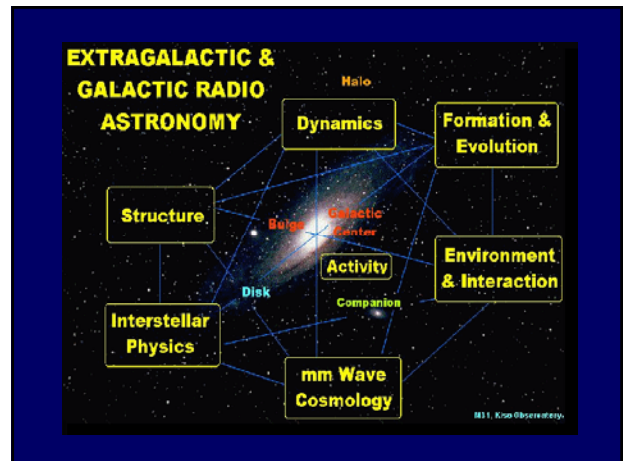 EXTRAGALACTIC &
GALACTIC RADIO
ASTRONOMY
Halo
Dynamics
Formation &
Evolution
Structure
Bulge
Galactic
Center
Activity
Environment
& Interaction
Disk
Companion
Interstellar
Physics
mm Wave
Cosmology
M31, Kiso Observatory